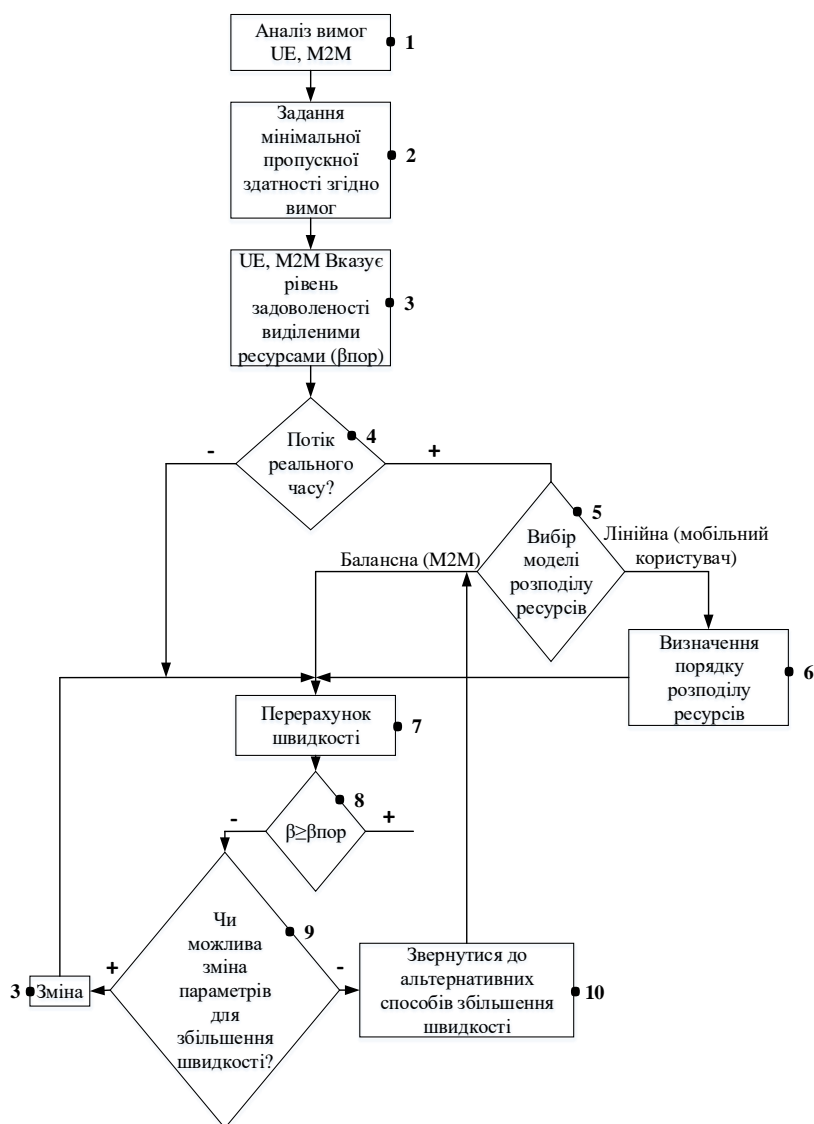 Аналіз вимог
UE, M2M
1
Задання
мінімальної
пропускної
здатності згідно
вимог
2
UE, M2M Вказує
рівень
задоволеності
виділеними
ресурсами (βпор)
3
Потік
реального
часу?
4
-
+
Вибір
моделі
розподілу
ресурсів
5
Балансна (M2M)
Лінійна (мобільний
користувач)
Визначення
порядку
розподілу
ресурсів
6
Перерахунок
швидкості
7
β≥βпор
8
-
+
Чи
можлива
зміна
параметрів
для
збільшення
швидкості?
9
+
-
3
Зміна
Звернутися до
альтернативних
способів збільшення
швидкості
10